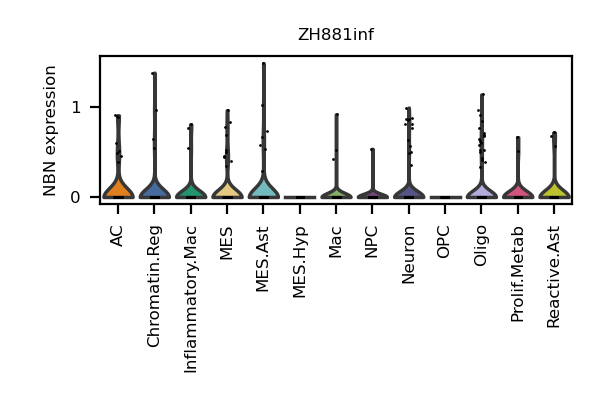 ZH881inf
NBN expression
1
0
AC
Chromatin.Reg
Inflammatory.Mac
MES
MES.Ast
MES.Hyp
Mac
NPC
Neuron
OPC
Oligo
Prolif.Metab
Reactive.Ast